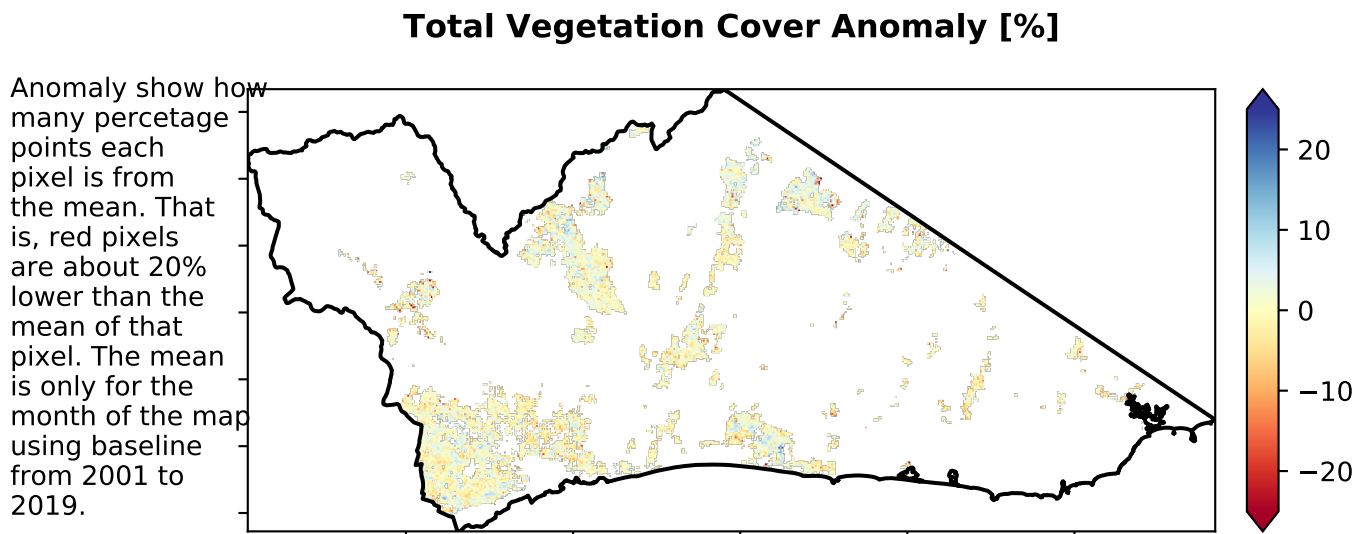 Total Vegetation Cover Anomaly [%]
Anomaly show how
many percetage
points each
pixel is from
the mean. That
is, red pixels
are about 20%
lower than the
mean of that
pixel. The mean
is only for the
month of the map
using baseline
from 2001 to
2019.
20
10
0
−10
−20